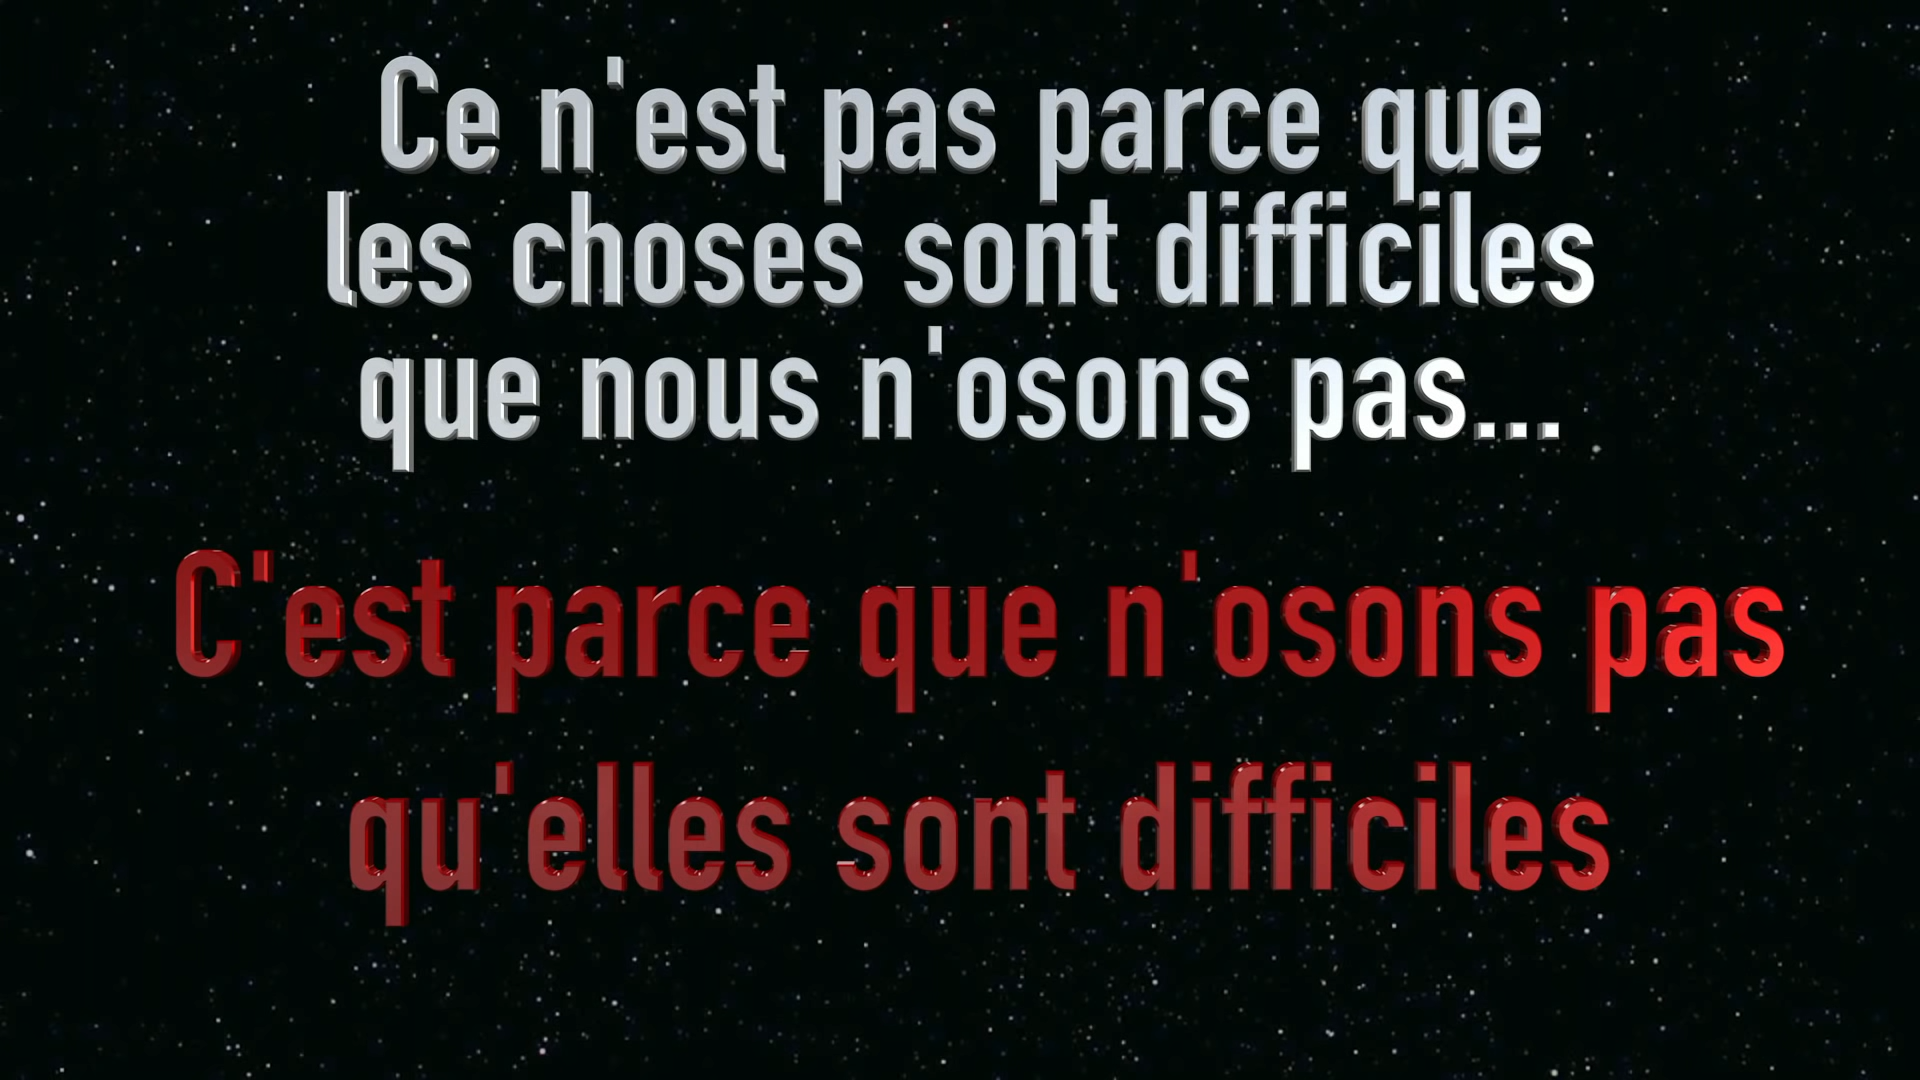 Ce n'est pas parce que
les choses sont difficiles
que nous n'osons pas...
C'est parce que n'osons pas
qu'elles sont difficiles